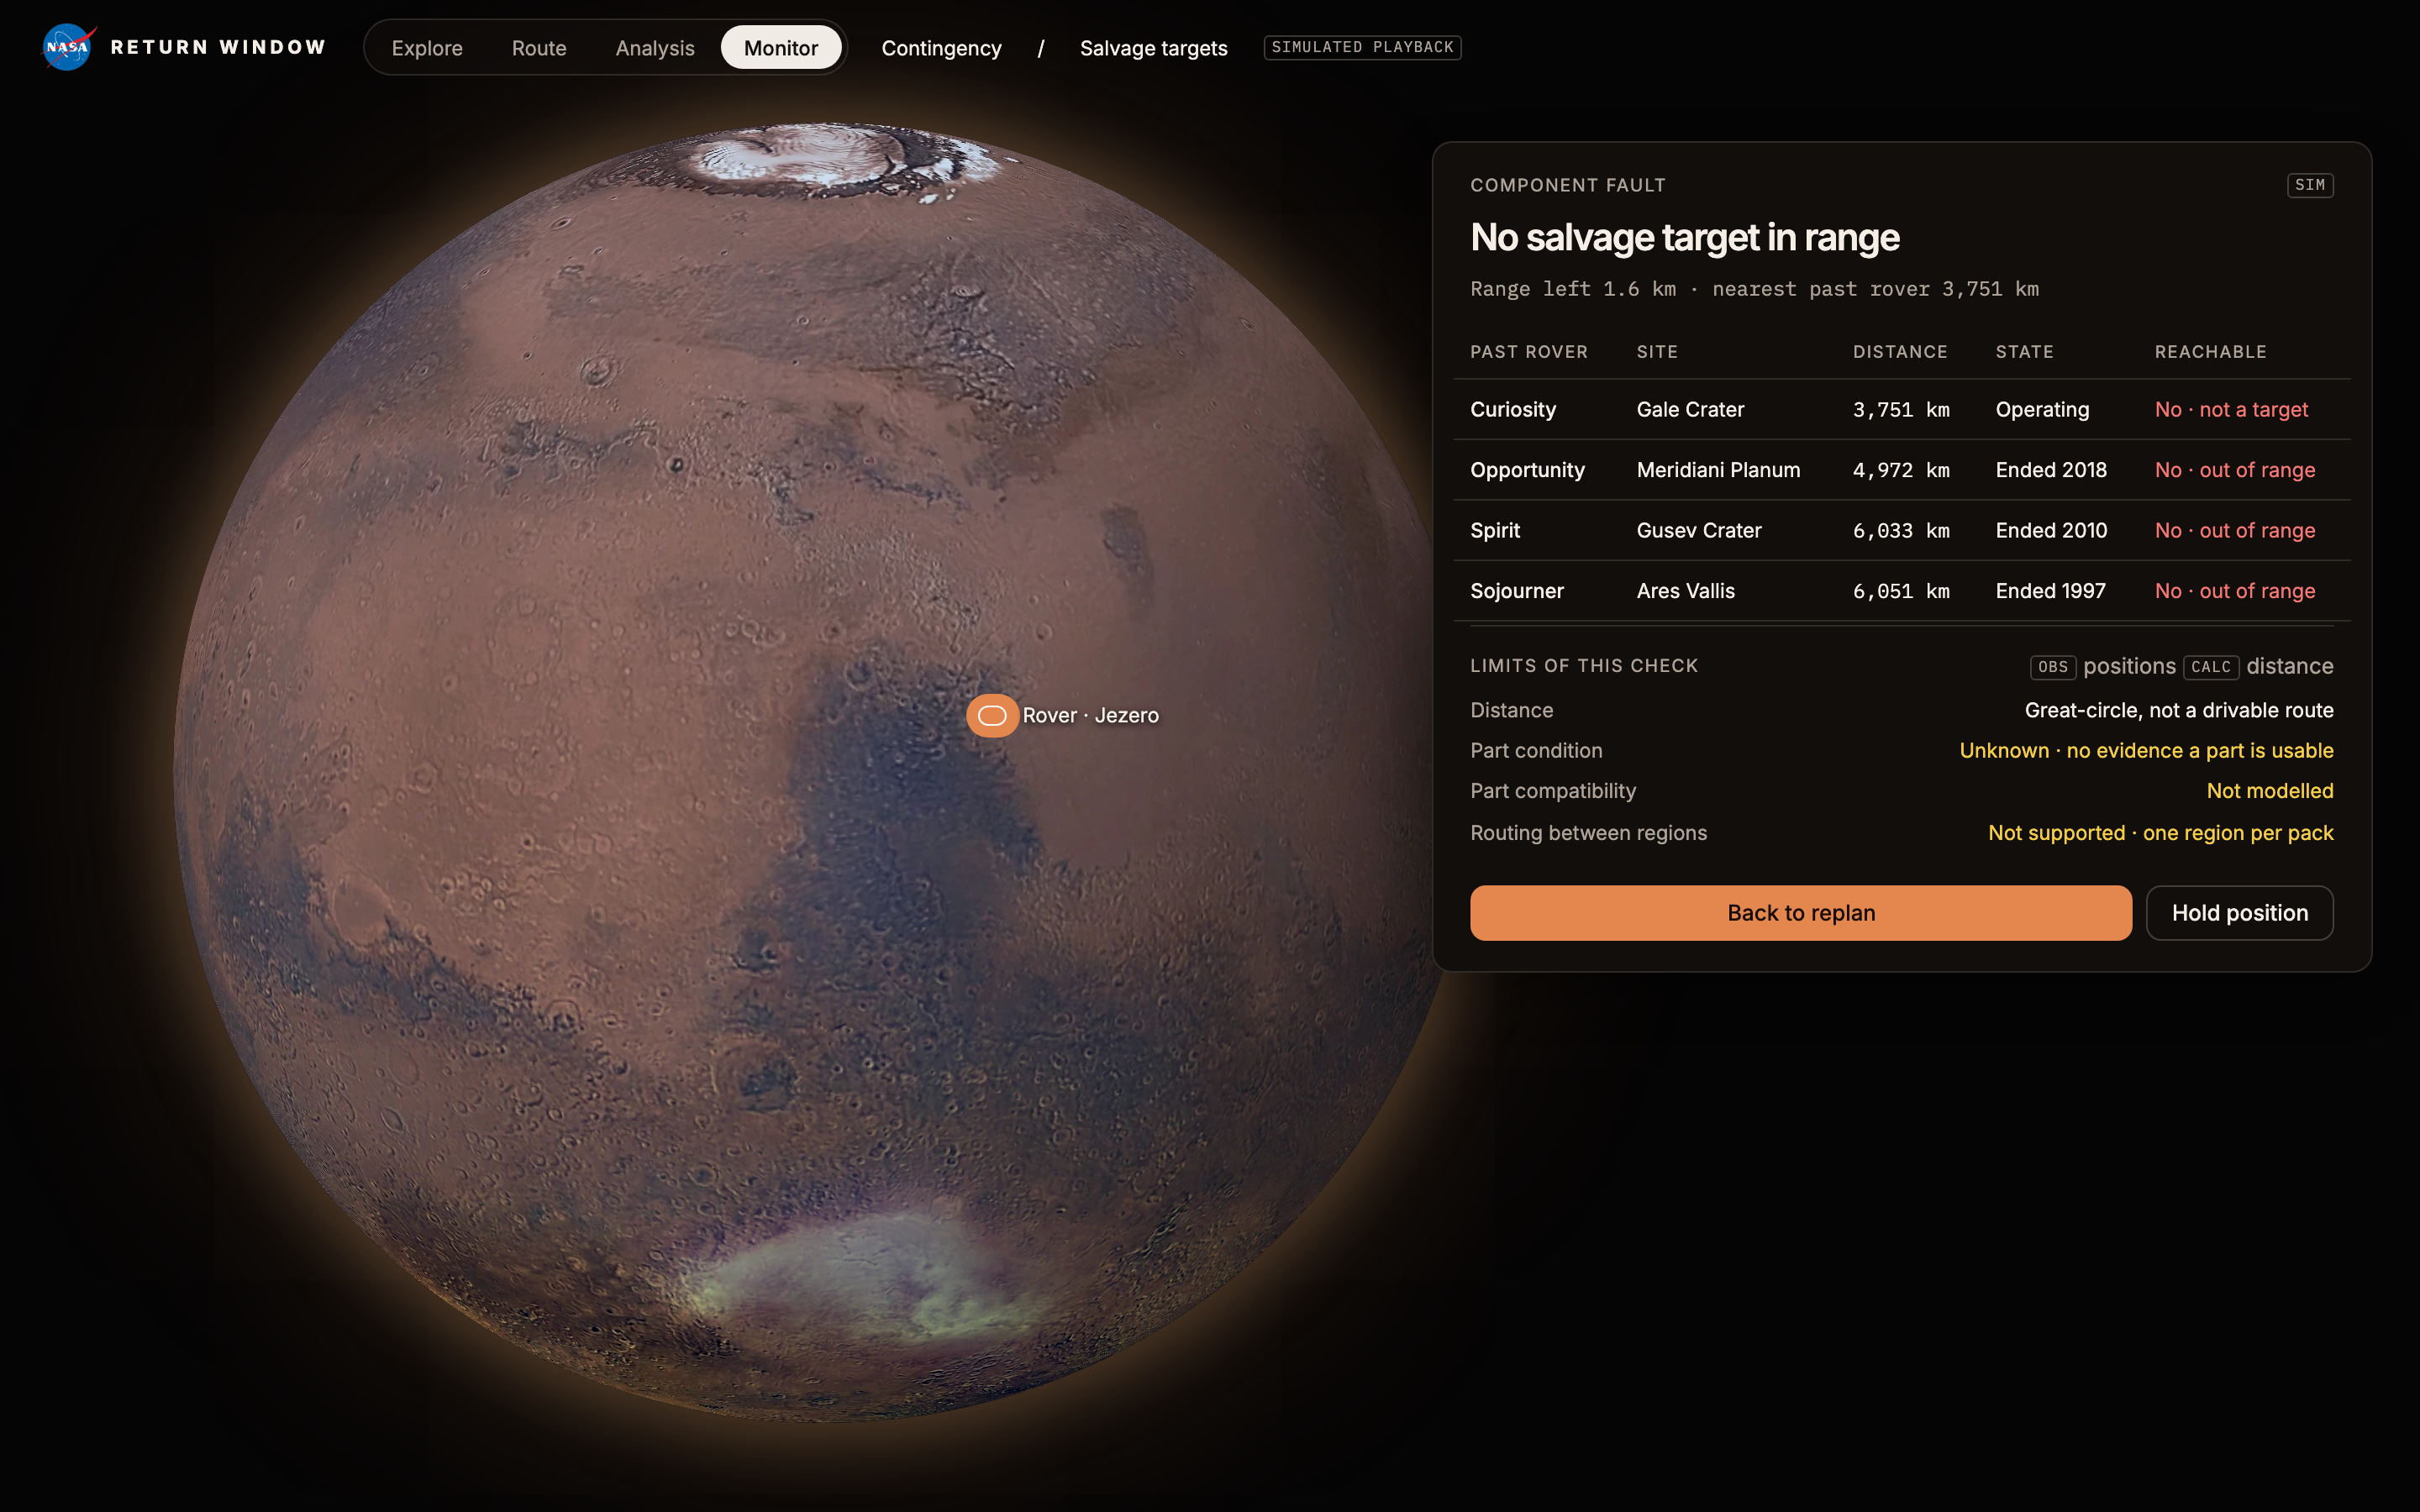 NASA RETURN WINDOW Explore Route Analysis Monitor Contingency / Salvage targets SIMULATED PLAYBACK
COMPONENT FAULT SIM
No salvage target in range
Range left 1.6 km · nearest past rover 3,751 km
PAST ROVER SITE DISTANCE STATE REACHABLE
Curiosity Gale Crater 3,751 km Operating No · not a target
Opportunity Meridiani Planum 4,972 km Ended 2018 No · out of range
Spirit Gusev Crater 6,033 km Ended 2010 No · out of range
Sojourner Ares Vallis 6,051 km Ended 1997 No · out of range
LIMITS OF THIS CHECK OBS positions CALC distance
Distance Great-circle, not a drivable route
Rover · Jezero
Part condition Unknown · no evidence a part is usable
Part compatibility Not modelled
Routing between regions Not supported · one region per pack
Back to replan Hold position